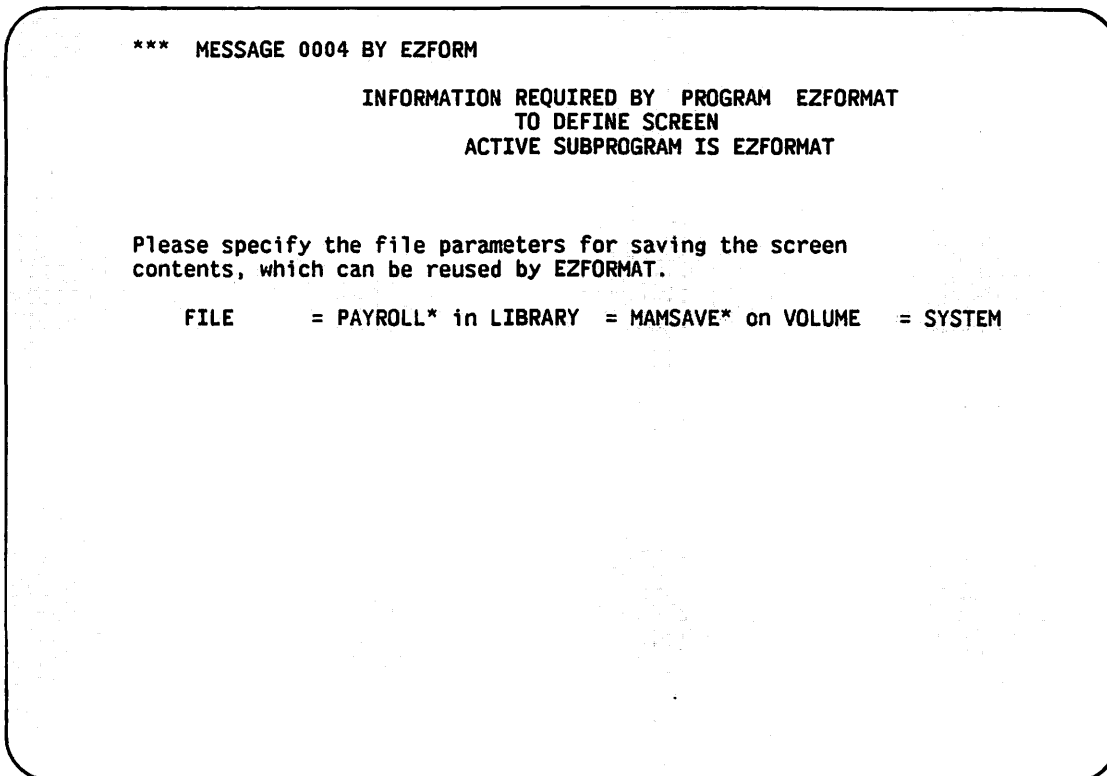 *** MESSAGE 0004 BY EZFORM
INFORMATION REQUIRED BY PROGRAM EZFORMAT
TO DEFINE SCREEN
ACTIVE SUBPROGRAM IS EZFORMAT
Please specify the file parameters for saving the screen
contents, which can be reused by EZFORMAT.
FILE = PAYROLL* in LIBRARY = MAMSAVE* on VOLUME = SYSTEM